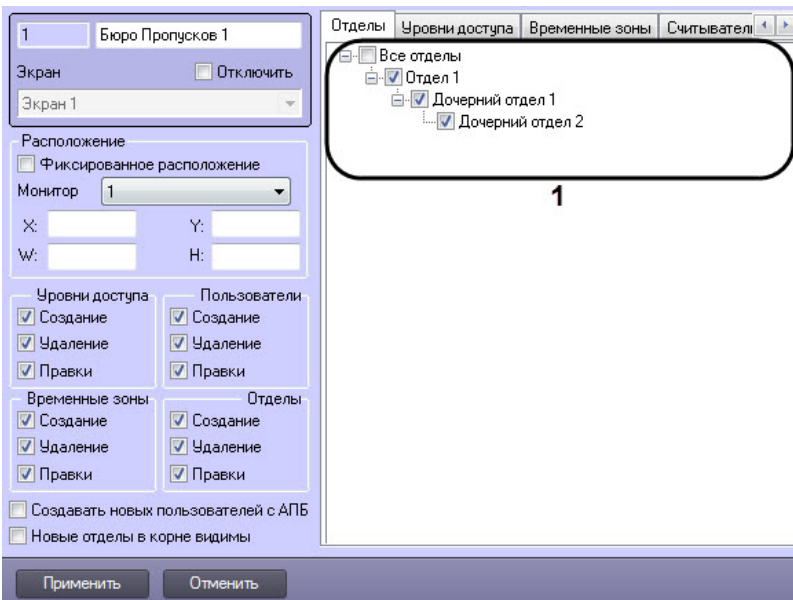 1 Бюро Пропусков 1
Экран Отключить
Экран 1
Расположение
Фиксированное расположение
Монитор 1
X: Y:
W: H:
Уровни доступа
Создание
Удаление
Правки
Пользователи
Создание
Удаление
Правки
Временные зоны
Создание
Удаление
Правки
Отделы
Создание
Удаление
Правки
Создавать новых пользователей с АПБ
Новые отделы в корне видимы
Отделы Уровни доступа Временные зоны Считывател
Все отделы
Отдел 1
Дочерний отдел 1
Дочерний отдел 2
1
Применить Отменить